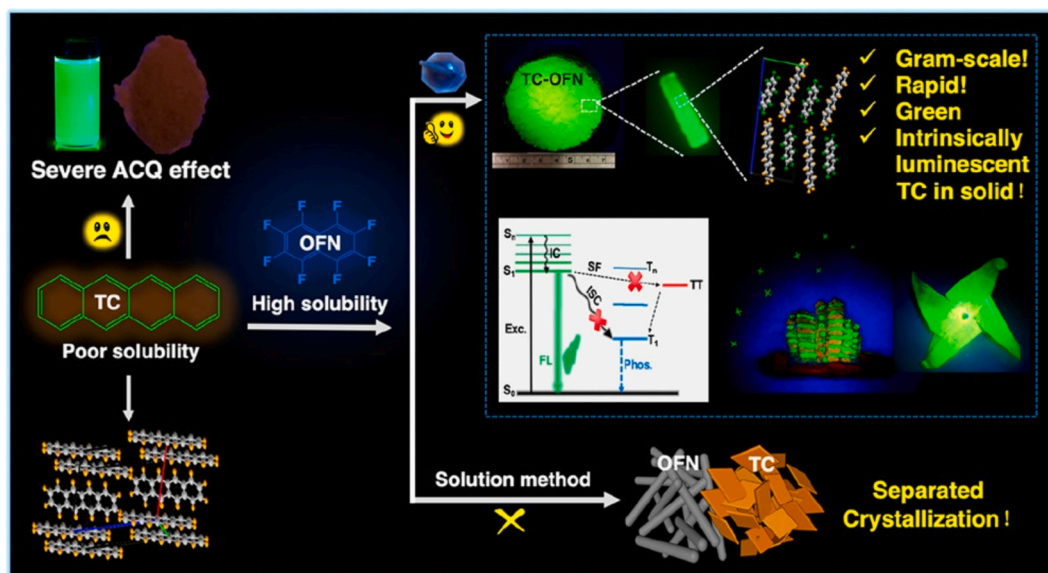 Severe ACQ effect
TC
Poor solubility
F F F F
OFN
F F F F
High solubility
TC-OFN
✓ Gram-scale!
✓ Rapid!
✓ Green
✓ Intrinsically
luminescent
TC in solid !
Sn
IC
S1
SF
Tn
TT
ISC
Exc.
T1
FL
Phos.
S0
Solution method
OFN
TC
Separated
Crystallization !